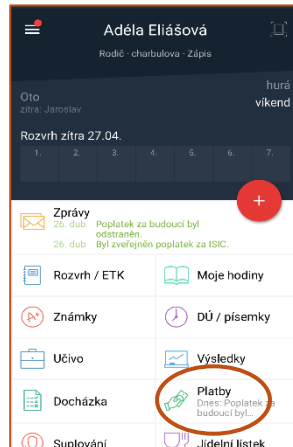 Adéla Eliášová
Rodič · charbulova · Zápis
Oto
zítra: Jaroslav
hurá
víkend
Rozvrh zítra 27.04.
1. 2. 3. 4. 5. 6. 7.
+
Zprávy
26. dub Poplatek za budoucí byl
odstraněn.
26. dub Byl zveřejněn poplatek za ISIC.
Rozvrh / ETK
Moje hodiny
Známky
DÚ / písemky
Učivo
Výsledky
Docházka
Platby
Dnes: Poplatek za
budoucí byl...
Suplování
Jídelní lístek